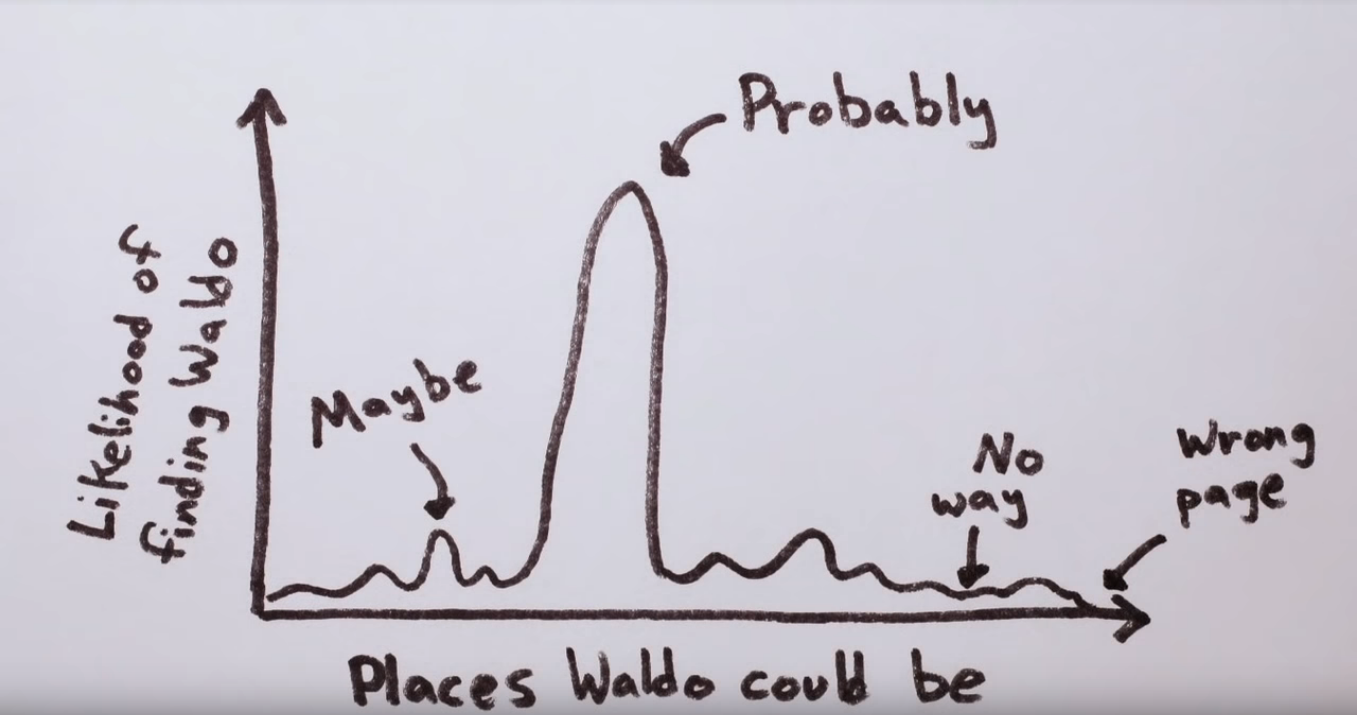 Probably
Likelihood of
finding Waldo
Maybe
No
way
Wrong
page
Places Waldo could be